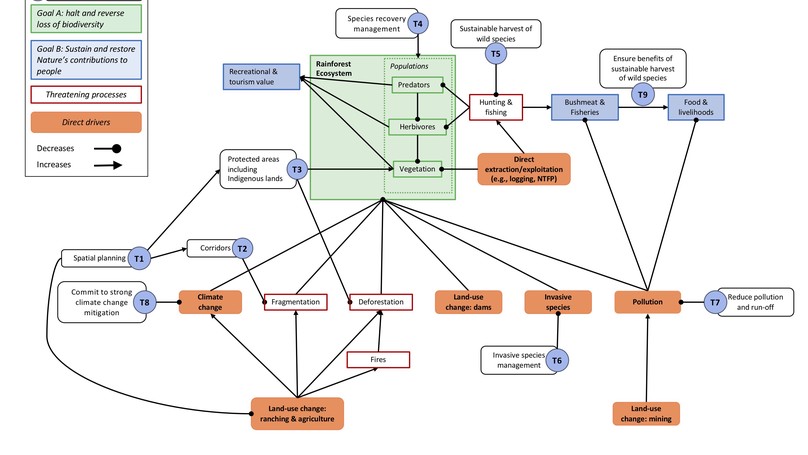 Goal A: halt and reverse
loss of biodiversity
Goal B: Sustain and restore
Nature's contributions to
people
Threatening processes
Direct drivers
Decreases
Increases
Species recovery
management
T4
Sustainable harvest of
wild species
T5
Ensure benefits of
sustainable harvest
of wild species
T9
Recreational &
tourism value
Rainforest
Ecosystem
Populations
Predators
Herbivores
Vegetation
Hunting &
fishing
Bushmeat &
Fisheries
Food &
livelihoods
Direct
extraction/exploitation
(e.g., logging, NTFP)
Protected areas
including
Indigenous lands
T3
Spatial planning
T1
Corridors
T2
Commit to strong
climate change
mitigation
T8
Climate
change
Fragmentation
Deforestation
Land-use
change: dams
Invasive
species
Pollution
T7
Reduce pollution
and run-off
Fires
Invasive species
management
T6
Land-use change:
ranching & agriculture
Land-use
change: mining